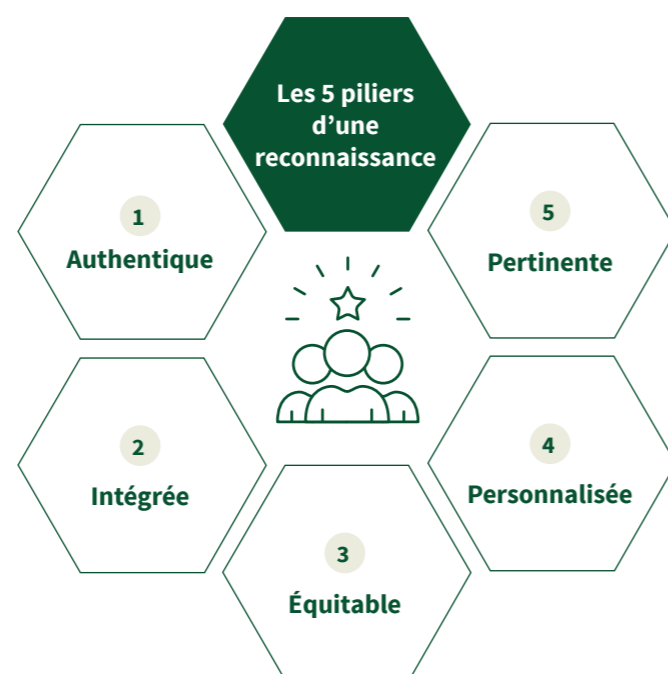 Les 5 piliers
d’une
reconnaissance
1
Authentique
2
Intégrée
3
Équitable
4
Personnalisée
5
Pertinente